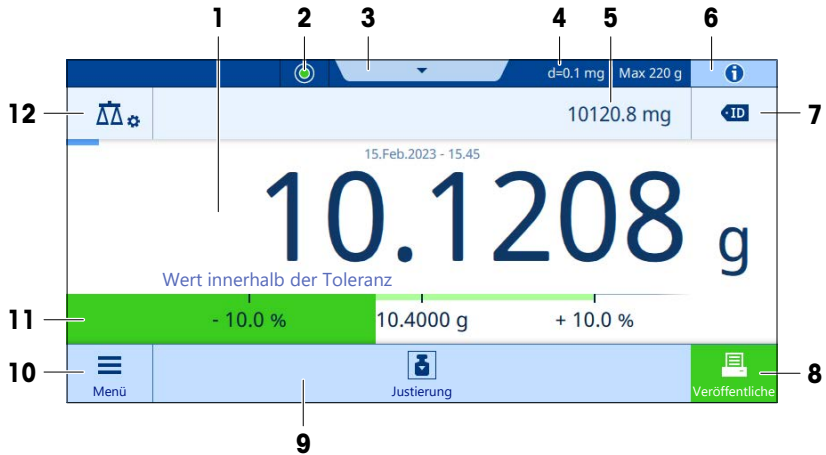 1 2 3 4 5 6
d=0.1 mg Max 220 g
12 10120.8 mg ID 7
15.Feb.2023 - 15.45
10.1208 g
Wert innerhalb der Toleranz
11 - 10.0 % 10.4000 g + 10.0 %
10 Menü Justierung Veröffentliche 8
9